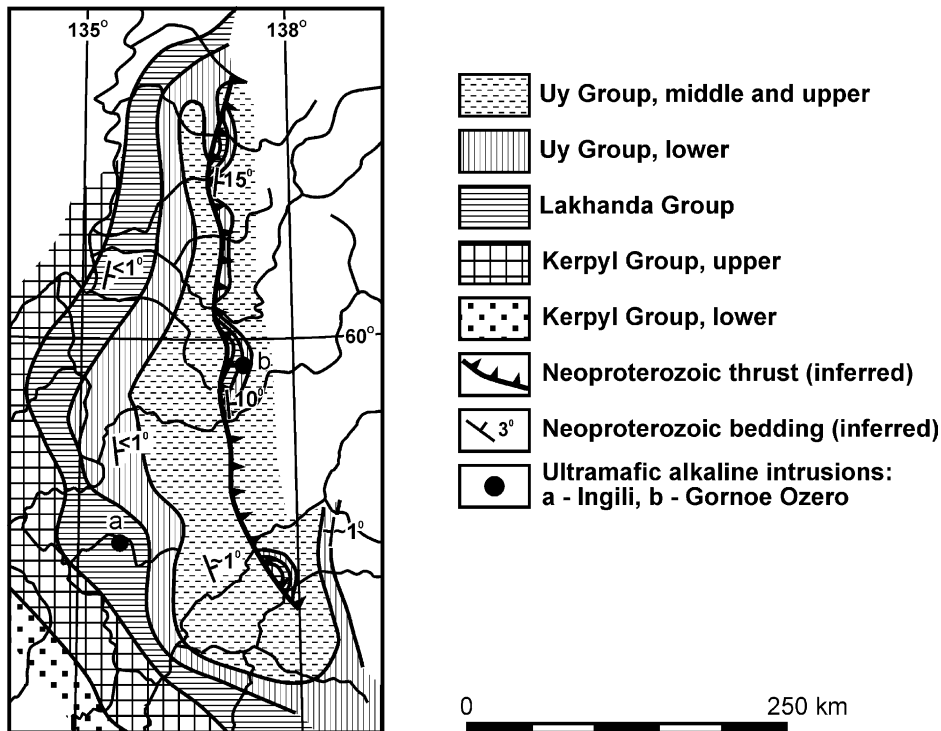 135° 138°
15°
<1°
60°
b
10°
<1°
a
~1°
~1°
Uy Group, middle and upper
Uy Group, lower
Lakhanda Group
Kerpyl Group, upper
Kerpyl Group, lower
Neoproterozoic thrust (inferred)
3° Neoproterozoic bedding (inferred)
Ultramafic alkaline intrusions:
a - Ingili, b - Gornoe Ozero
0 250 km